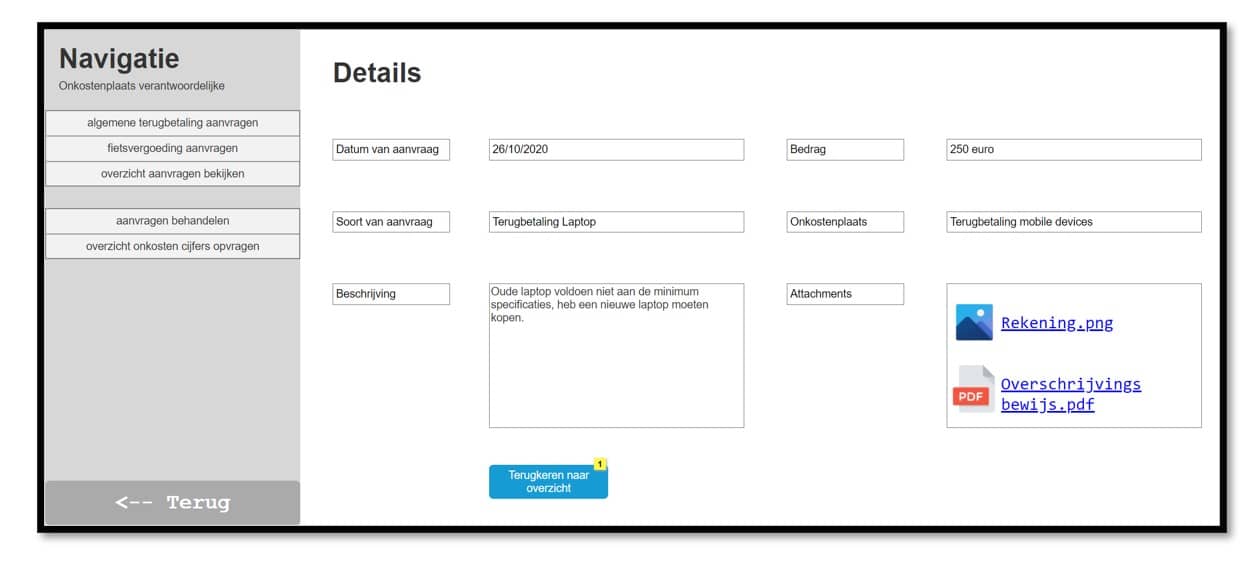 Navigatie
Onkostenplaats verantwoordelijke
algemene terugbetaling aanvragen
fietsvergoeding aanvragen
overzicht aanvragen bekijken
aanvragen behandelen
overzicht onkosten cijfers opvragen
<-- Terug
Details
Datum van aanvraag
26/10/2020
Bedrag
250 euro
Soort van aanvraag
Terugbetaling Laptop
Onkostenplaats
Terugbetaling mobile devices
Beschrijving
Oude laptop voldoen niet aan de minimum
specificaties, heb een nieuwe laptop moeten
kopen.
Attachments
Rekening.png
PDF
Overschrijvings
bewijs.pdf
1
Terugkeren naar
overzicht